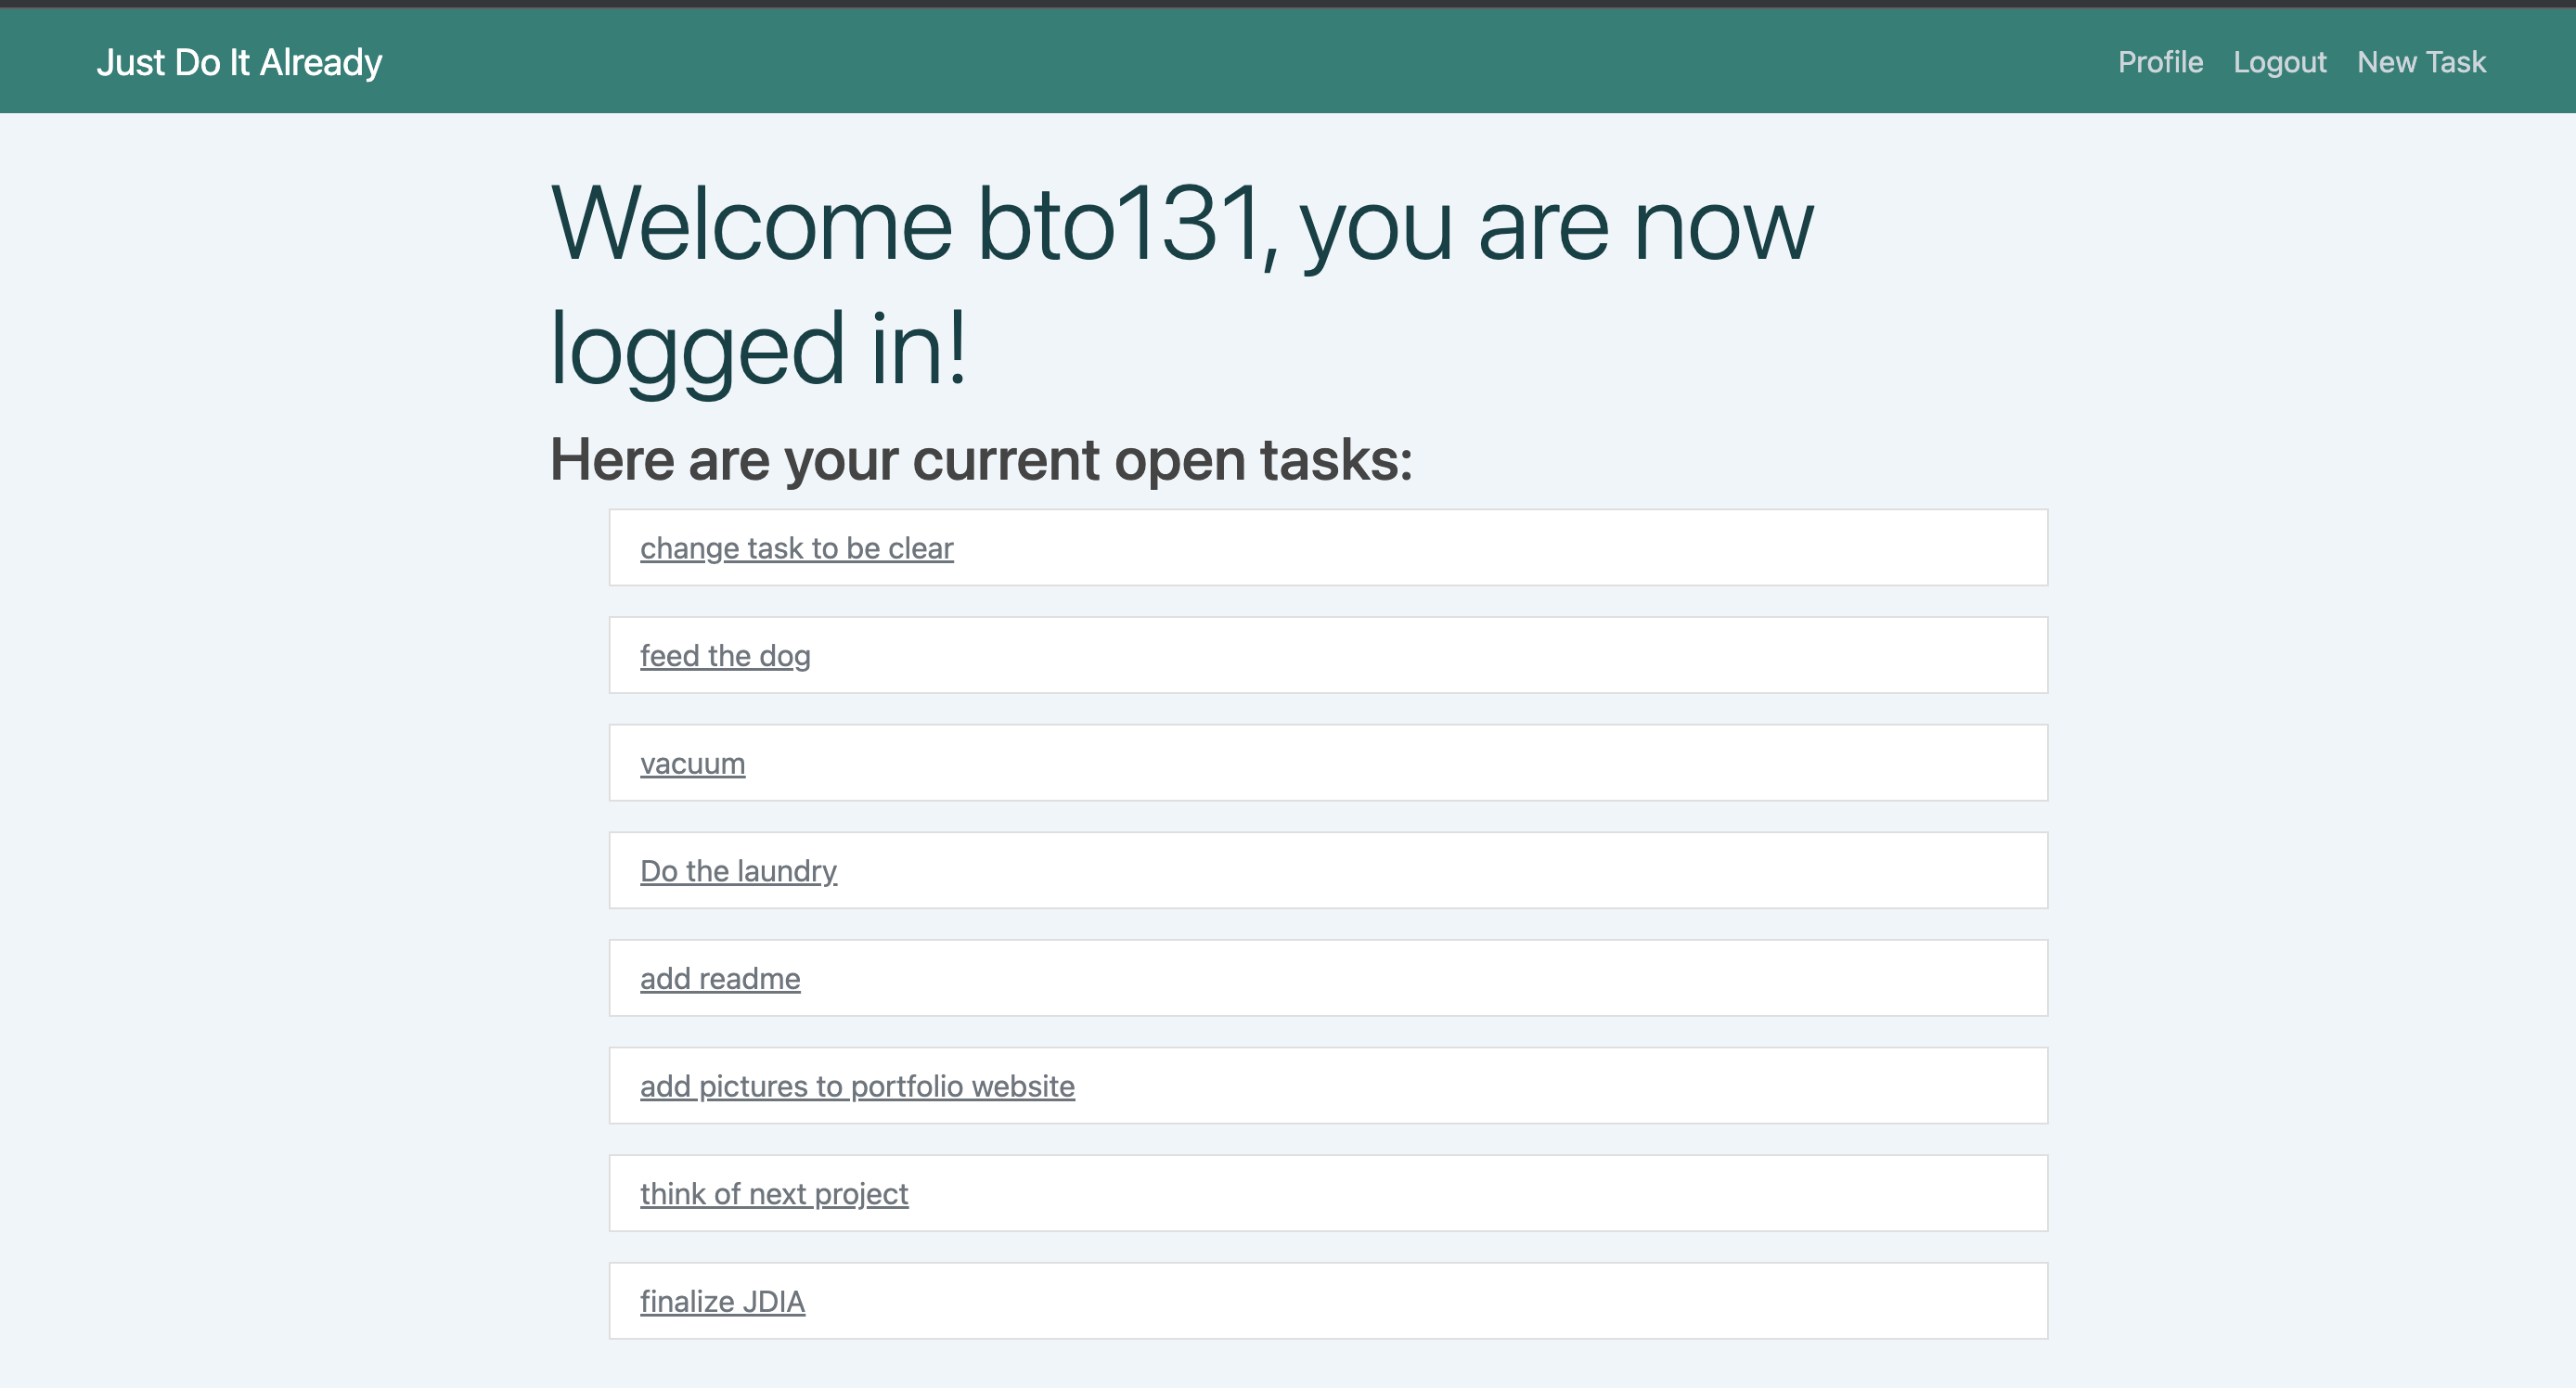 Just Do It Already
Profile Logout New Task
Welcome bto131, you are now
logged in!
Here are your current open tasks:
change task to be clear
feed the dog
vacuum
Do the laundry
add readme
add pictures to portfolio website
think of next project
finalize JDIA